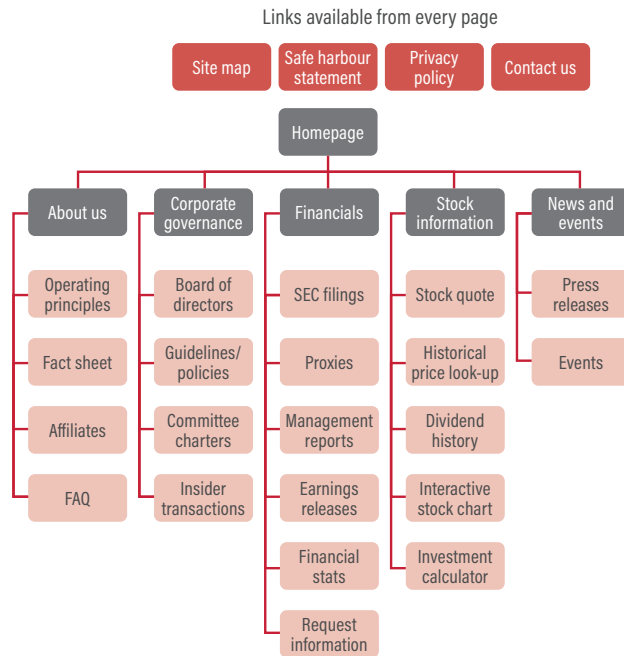 Links available from every page
Site map
Safe harbour
statement
Privacy
policy
Contact us
Homepage
About us
Corporate
governance
Financials
Stock
information
News and
events
Operating
principles
Board of
directors
SEC filings
Stock quote
Press
releases
Fact sheet
Guidelines/
policies
Proxies
Historical
price look-up
Events
Affiliates
Committee
charters
Management
reports
Dividend
history
FAQ
Insider
transactions
Earnings
releases
Interactive
stock chart
Financial
stats
Investment
calculator
Request
information